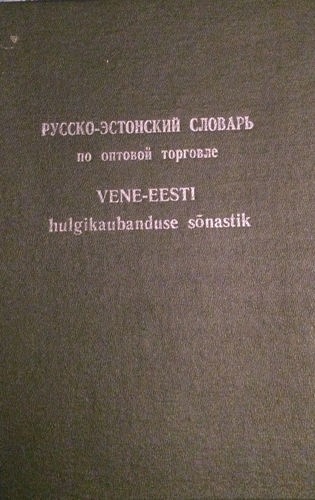 РУССКО-ЭСТОНСКИЙ СЛОВАРЬ
по оптовой торговле
VENE-EESTI
hulgikaubanduse sõnastik